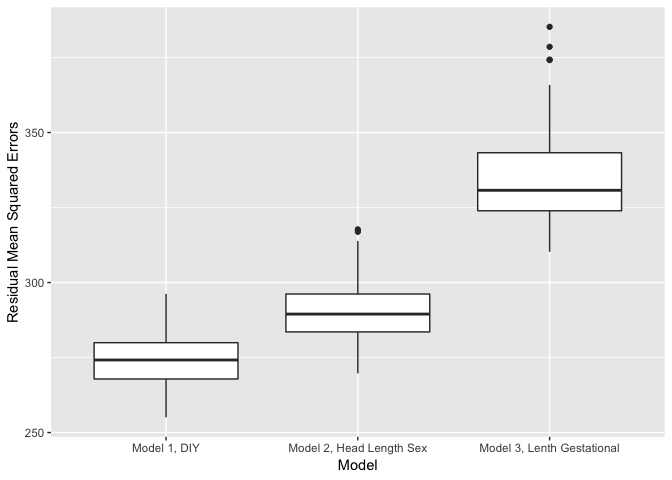 Residual Mean Squared Errors
350
300
250
Model 1, DIY
Model 2, Head Length Sex
Model 3, Lenth Gestational
Model